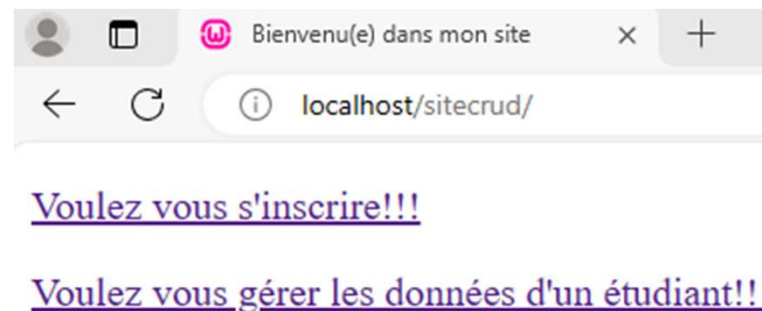 Bienvenu(e) dans mon site
localhost/sitecrud/
Voulez vous s'inscrire!!!
Voulez vous gérer les données d'un étudiant!!